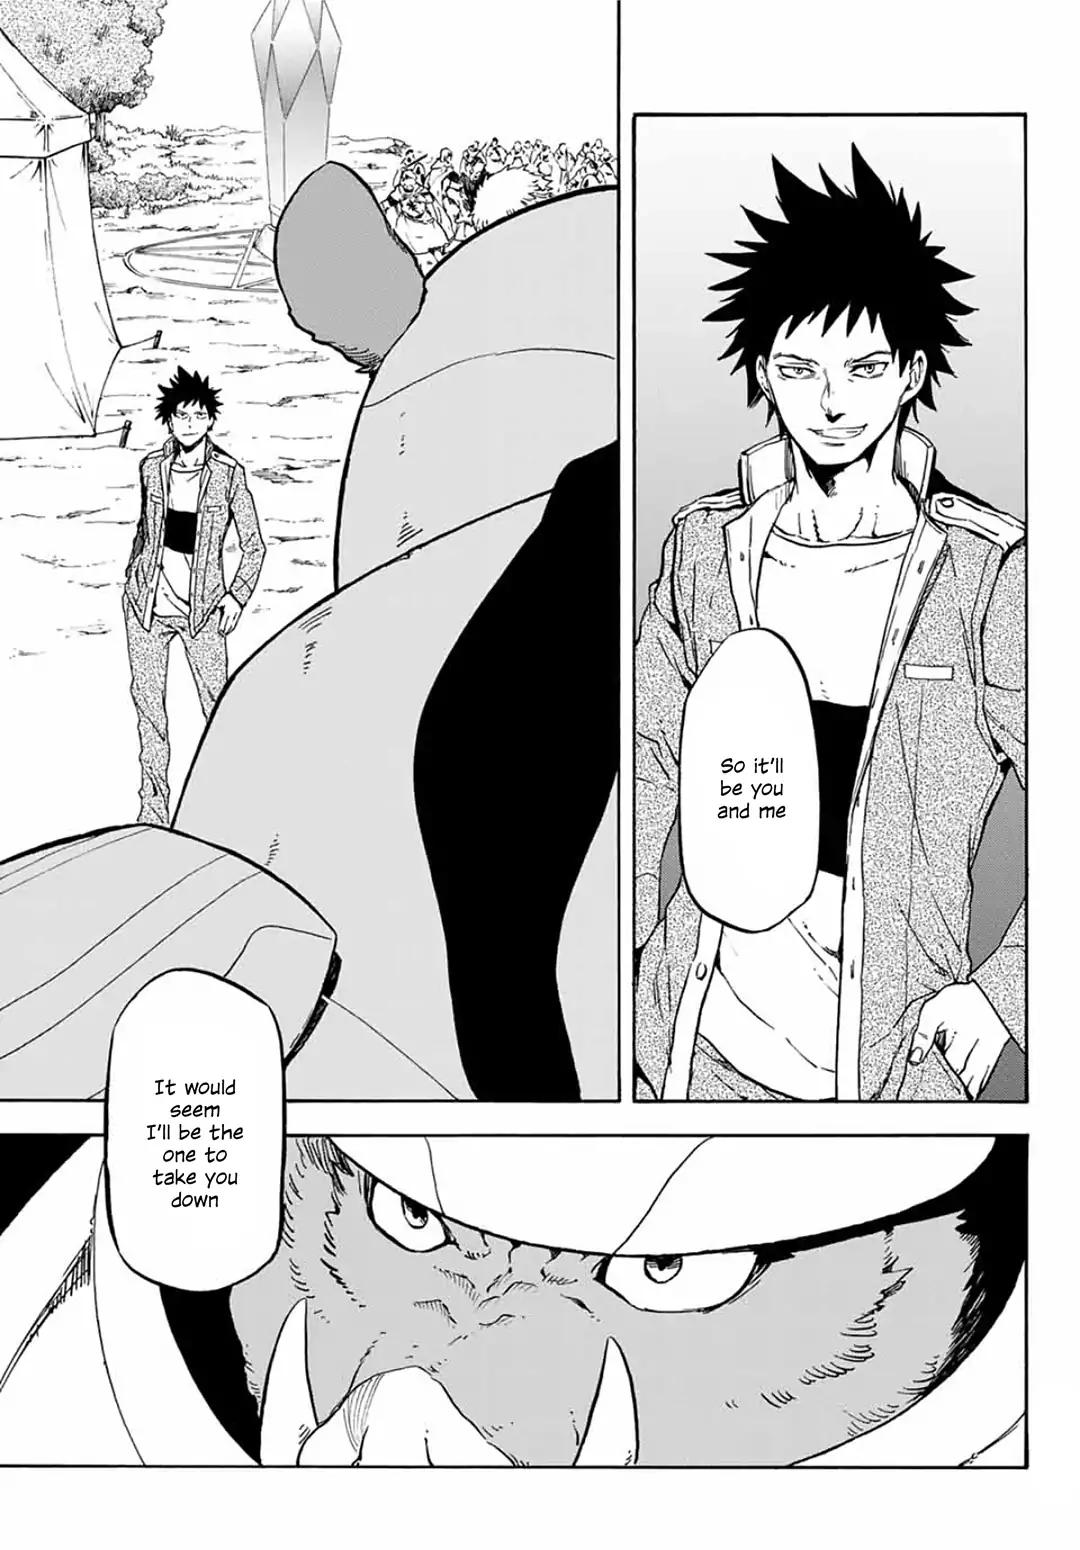 So it'll
be you
and me
It would
seem
I'll be the
one to
take you
down